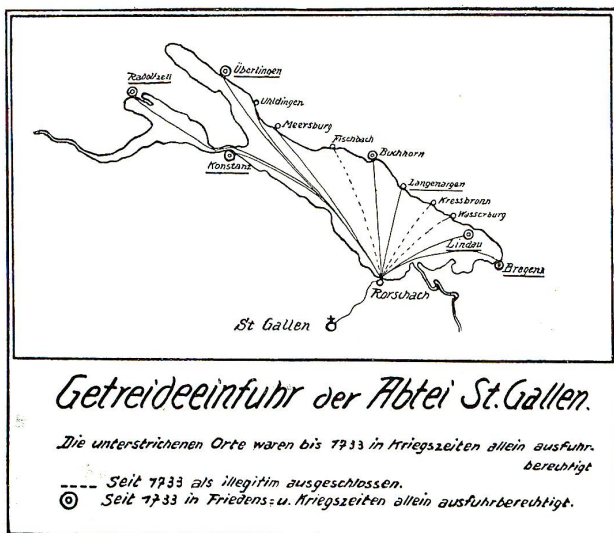 Überlingen
Radolfzell
Uhldingen
Meersburg
Fischbach
Buchhorn
Konstanz
Langenargen
Kressbronn
Wasserburg
Lindau
Bregenz
Rorschach
St Gallen
Getreideeinfuhr der Abtei St. Gallen.
Die unterstrichenen Orte waren bis 1733 in Kriegszeiten allein ausfuhr-
berechtigt
---- Seit 1733 als illegitim ausgeschlossen.
Seit 1733 in Friedens- u. Kriegszeiten allein ausfuhrberechtigt.